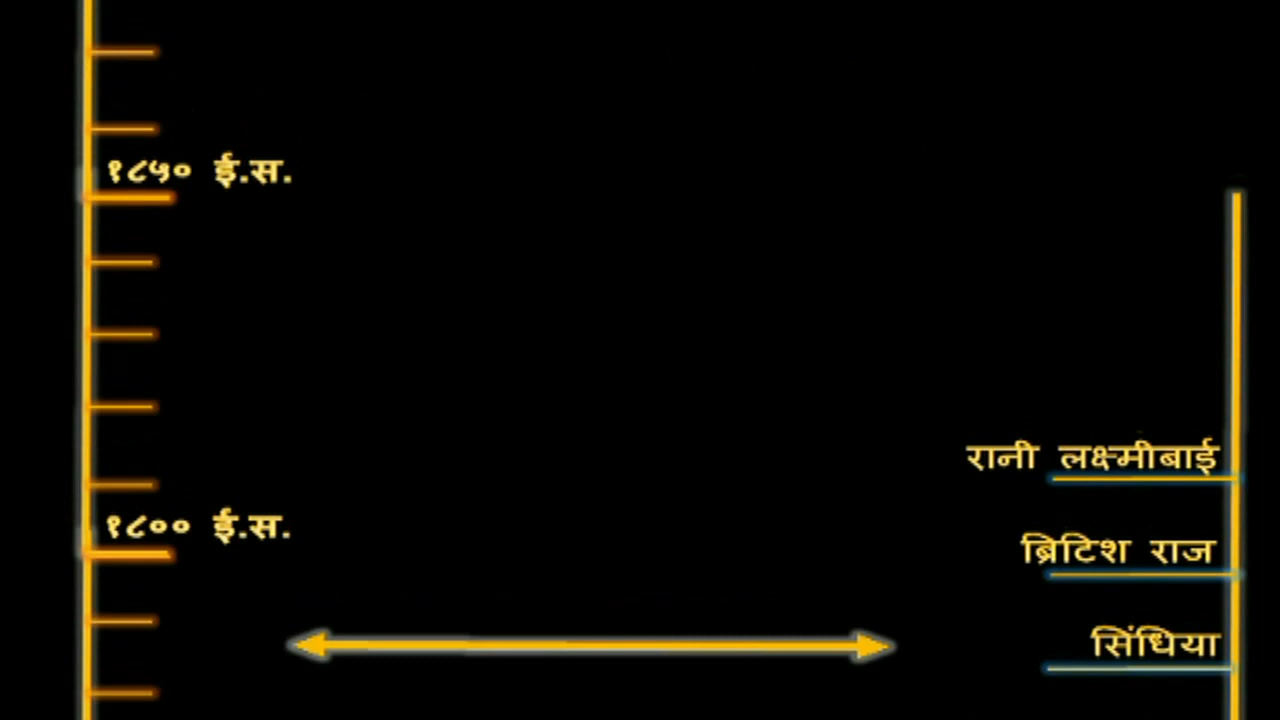 १८५० ई.स.
रानी लक्ष्मीबाई
१८०० ई.स.
ब्रिटिश राज
सिंधिया